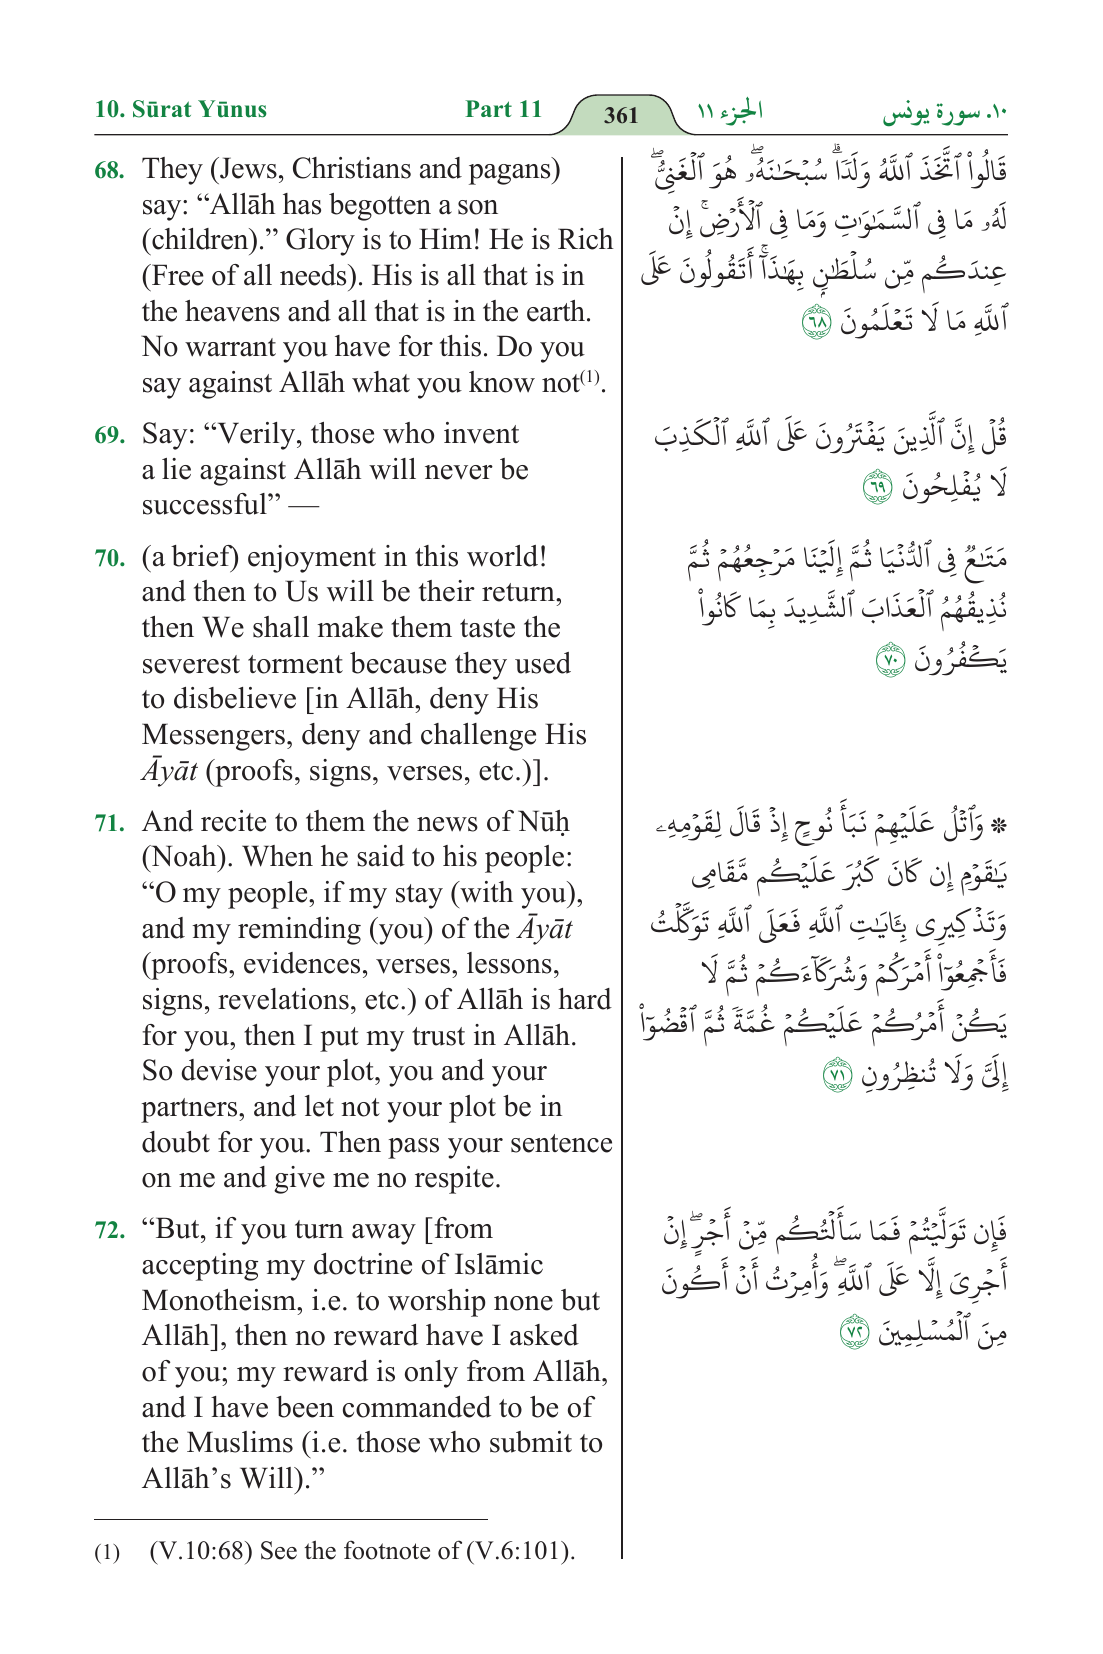 10. Sūrat Yūnus
Part 11
361
الجزء ١١
١٠. سورة يونس
68. They (Jews, Christians and pagans)
say: “Allāh has begotten a son
(children).” Glory is to Him! He is Rich
(Free of all needs). His is all that is in
the heavens and all that is in the earth.
No warrant you have for this. Do you
say against Allāh what you know not(1).
69. Say: “Verily, those who invent
a lie against Allāh will never be
successful” —
70. (a brief) enjoyment in this world!
and then to Us will be their return,
then We shall make them taste the
severest torment because they used
to disbelieve [in Allāh, deny His
Messengers, deny and challenge His
Āyāt (proofs, signs, verses, etc.)].
71. And recite to them the news of Nūḥ
(Noah). When he said to his people:
“O my people, if my stay (with you),
and my reminding (you) of the Āyāt
(proofs, evidences, verses, lessons,
signs, revelations, etc.) of Allāh is hard
for you, then I put my trust in Allāh.
So devise your plot, you and your
partners, and let not your plot be in
doubt for you. Then pass your sentence
on me and give me no respite.
72. “But, if you turn away [from
accepting my doctrine of Islāmic
Monotheism, i.e. to worship none but
Allāh], then no reward have I asked
of you; my reward is only from Allāh,
and I have been commanded to be of
the Muslims (i.e. those who submit to
Allāh’s Will).”
قَالُوا۟ ٱتَّخَذَ ٱللَّهُ وَلَدًۭا ۗ سُبْحَـٰنَهُۥ ۖ هُوَ ٱلْغَنِىُّ ۖ
لَهُۥ مَا فِى ٱلسَّمَـٰوَٰتِ وَمَا فِى ٱلْأَرْضِ ۚ إِنْ
عِندَكُم مِّن سُلْطَـٰنٍۭ بِهَـٰذَآ ۚ أَتَقُولُونَ عَلَى
ٱللَّهِ مَا لَا تَعْلَمُونَ ٦٨
قُلْ إِنَّ ٱلَّذِينَ يَفْتَرُونَ عَلَى ٱللَّهِ ٱلْكَذِبَ
لَا يُفْلِحُونَ ٦٩
مَتَـٰعٌۭ فِى ٱلدُّنْيَا ثُمَّ إِلَيْنَا مَرْجِعُهُمْ ثُمَّ
نُذِيقُهُمُ ٱلْعَذَابَ ٱلشَّدِيدَ بِمَا كَانُوا۟
يَكْفُرُونَ ٧٠
۞ وَٱتْلُ عَلَيْهِمْ نَبَأَ نُوحٍ إِذْ قَالَ لِقَوْمِهِۦ
يَـٰقَوْمِ إِن كَانَ كَبُرَ عَلَيْكُم مَّقَامِى
وَتَذْكِيرِى بِـَٔايَـٰتِ ٱللَّهِ فَعَلَى ٱللَّهِ تَوَكَّلْتُ
فَأَجْمِعُوٓا۟ أَمْرَكُمْ وَشُرَكَآءَكُمْ ثُمَّ لَا
يَكُنْ أَمْرُكُمْ عَلَيْكُمْ غُمَّةًۭ ثُمَّ ٱقْضُوٓا۟
إِلَىَّ وَلَا تُنظِرُونِ ٧١
فَإِن تَوَلَّيْتُمْ فَمَا سَأَلْتُكُم مِّنْ أَجْرٍ ۖ إِنْ
أَجْرِىَ إِلَّا عَلَى ٱللَّهِ ۖ وَأُمِرْتُ أَنْ أَكُونَ
مِنَ ٱلْمُسْلِمِينَ ٧٢
(1) (V.10:68) See the footnote of (V.6:101).